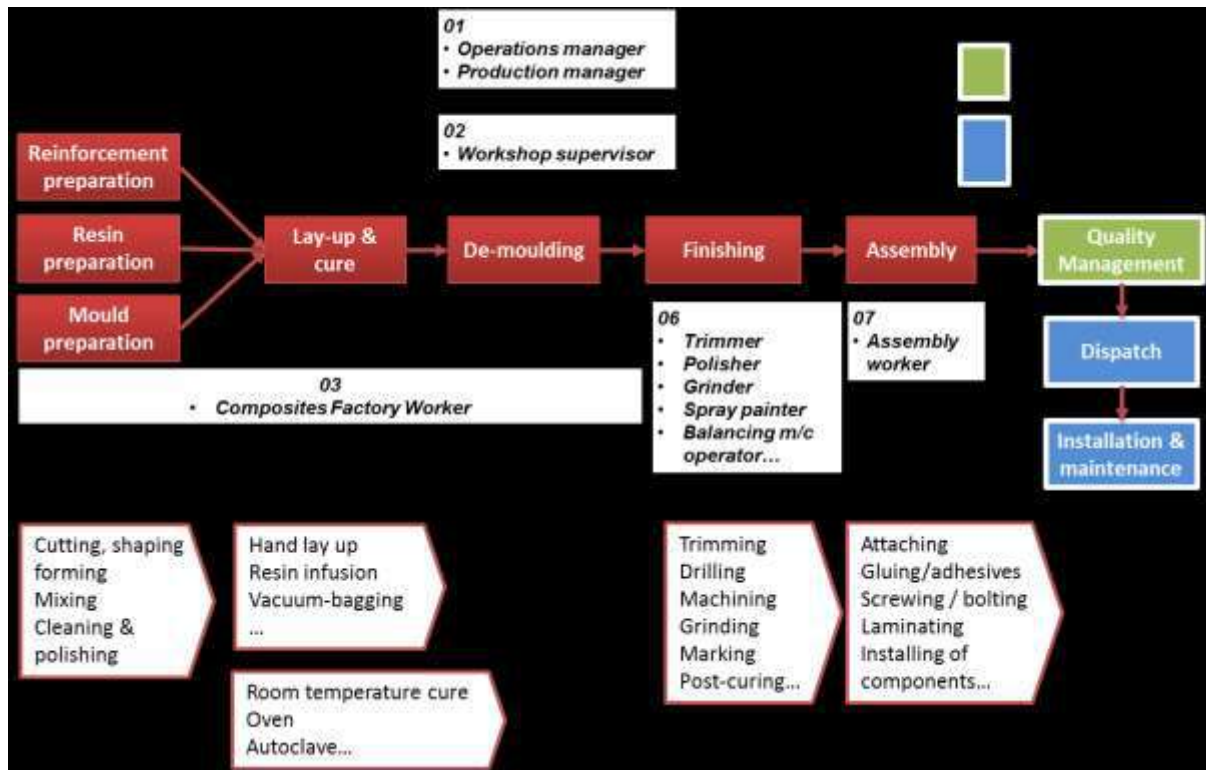 01
• Operations manager
• Production manager
02
• Workshop supervisor
Reinforcement
preparation
Resin
preparation
Mould
preparation
Lay-up &
cure
De-moulding
Finishing
Assembly
Quality
Management
Dispatch
Installation &
maintenance
03
• Composites Factory Worker
06
• Trimmer
• Polisher
• Grinder
• Spray painter
• Balancing m/c
operator...
07
• Assembly
worker
Cutting, shaping
forming
Mixing
Cleaning &
polishing
Hand lay up
Resin infusion
Vacuum-bagging
...
Room temperature cure
Oven
Autoclave...
Trimming
Drilling
Machining
Grinding
Marking
Post-curing...
Attaching
Gluing/adhesives
Screwing / bolting
Laminating
Installing of
components...